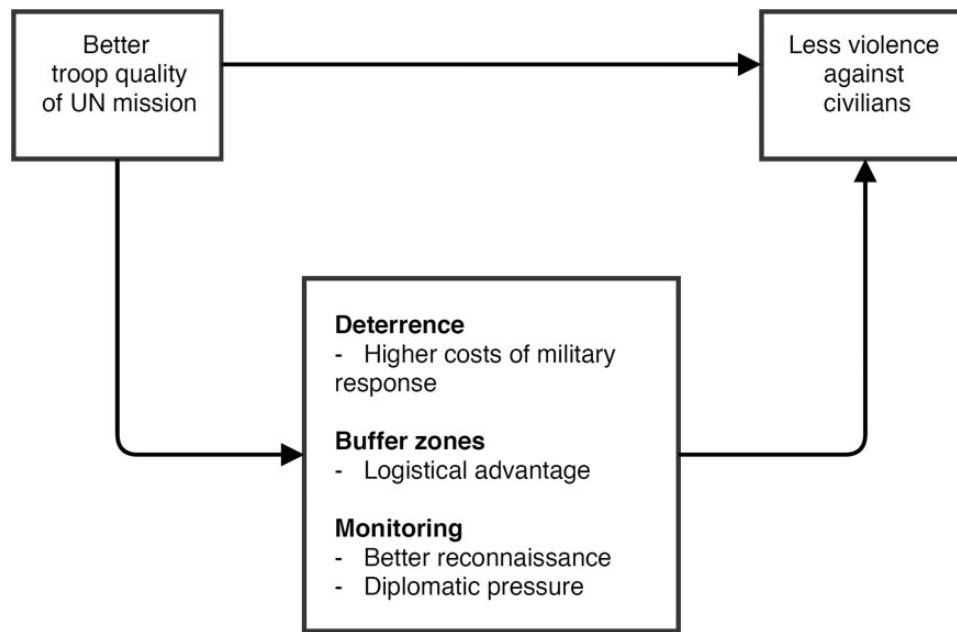 Better
troop quality
of UN mission
Less violence
against
civilians
Deterrence
- Higher costs of military
response
Buffer zones
- Logistical advantage
Monitoring
- Better reconnaissance
- Diplomatic pressure